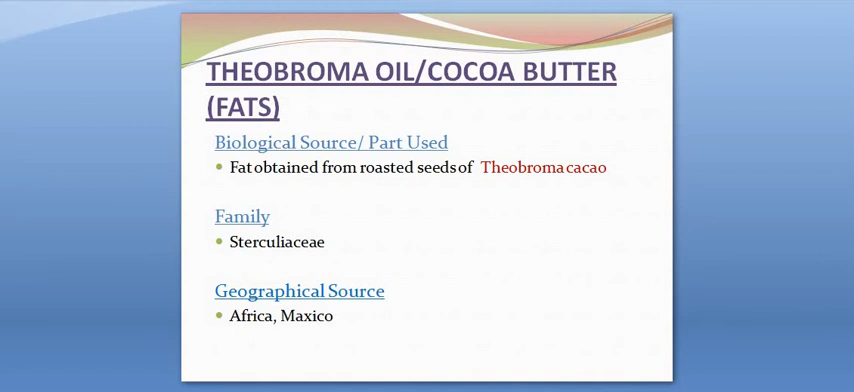 THEOBROMA OIL/COCOA BUTTER
(FATS)
Biological Source/ Part Used
• Fat obtained from roasted seeds of Theobroma cacao
Family
• Sterculiaceae
Geographical Source
• Africa, Maxico